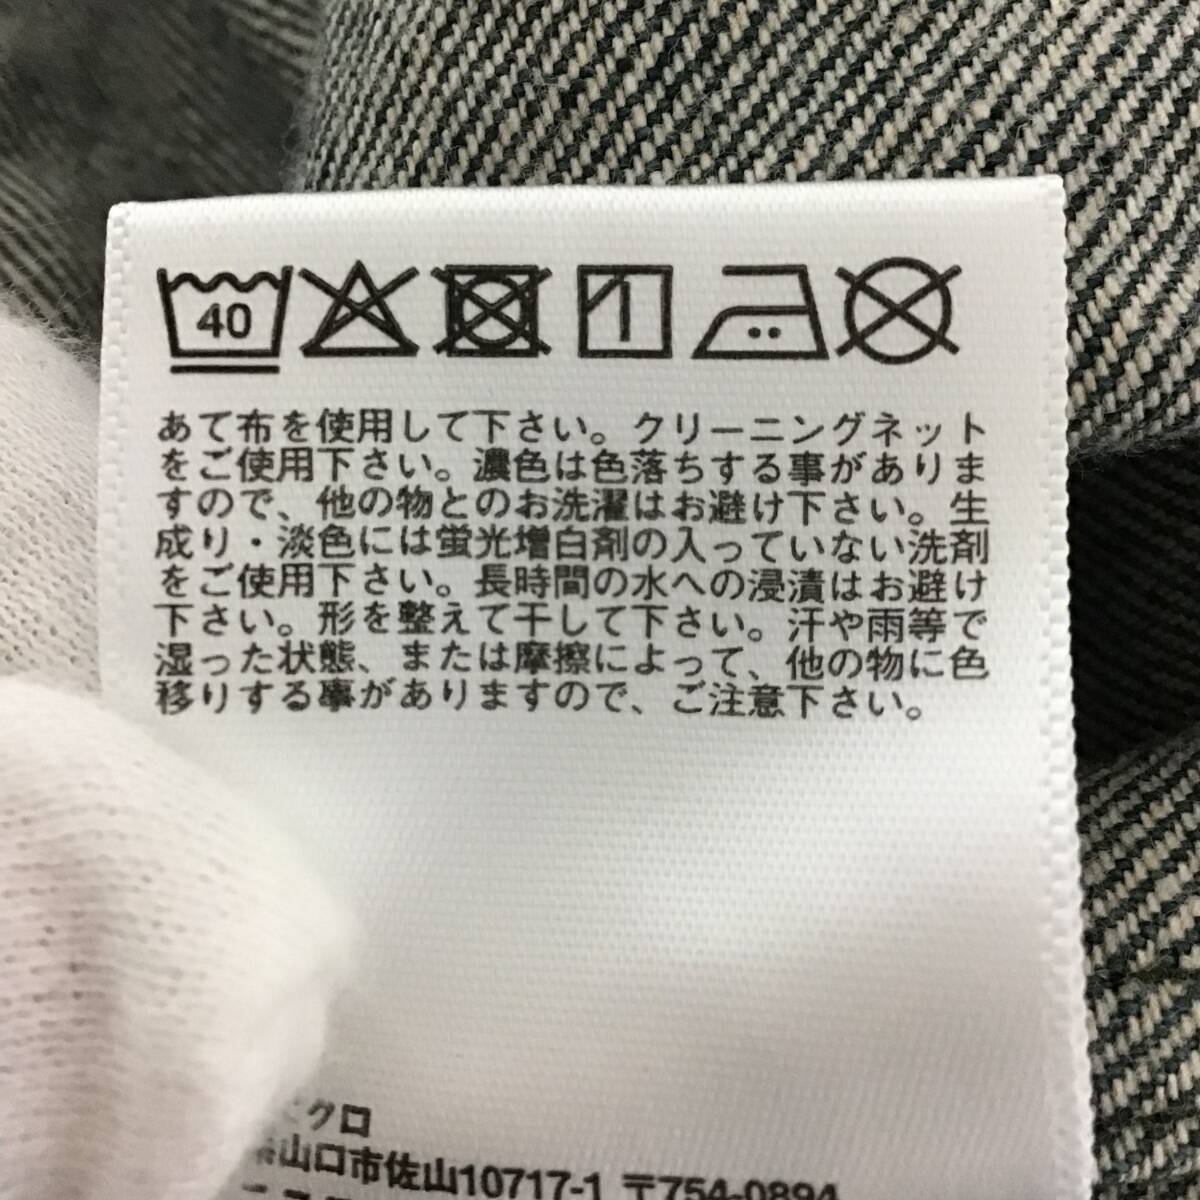 40
あて布を使用して下さい。クリーニングネット
をご使用下さい。濃色は色落ちする事がありま
すので、他の物とのお洗濯はお避け下さい。生
成り・淡色には蛍光増白剤の入っていない洗剤
をご使用下さい。長時間の水への浸漬はお避け
下さい。形を整えて干して下さい。汗や雨等で
湿った状態、または摩擦によって、他の物に色
移りする事がありますので、ご注意下さい。
クロ
山口市佐山10717-1 〒754-0894